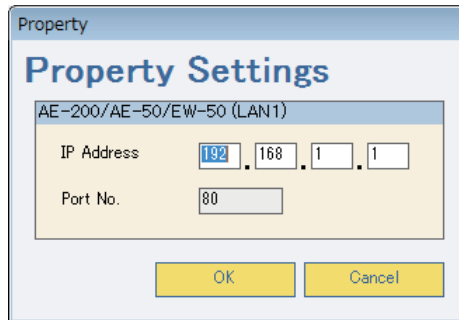 Property
Property Settings
AE-200/AE-50/EW-50 (LAN1)
IP Address 192 . 168 . 1 . 1
Port No. 80
OK Cancel